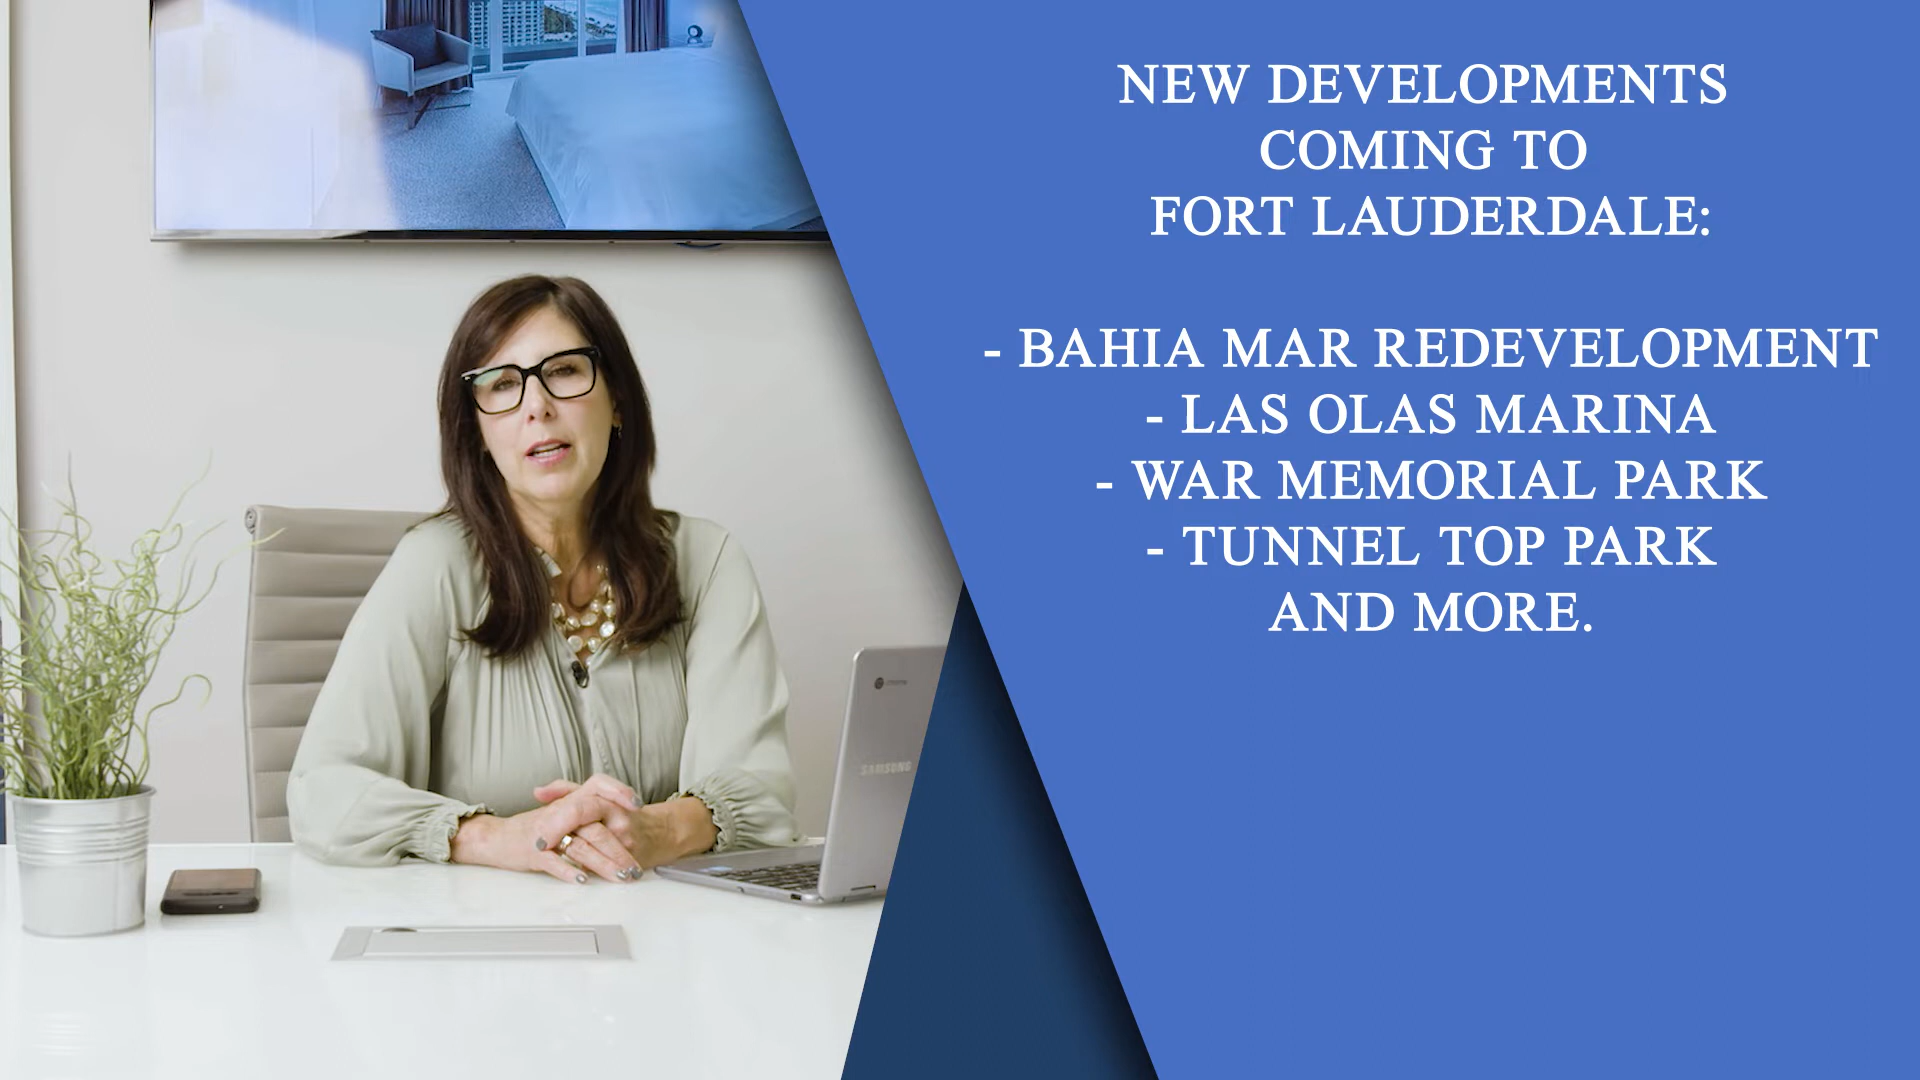 NEW DEVELOPMENTS
COMING TO
FORT LAUDERDALE:
- BAHIA MAR REDEVELOPMENT
- LAS OLAS MARINA
- WAR MEMORIAL PARK
- TUNNEL TOP PARK
AND MORE.
SAMSUNG